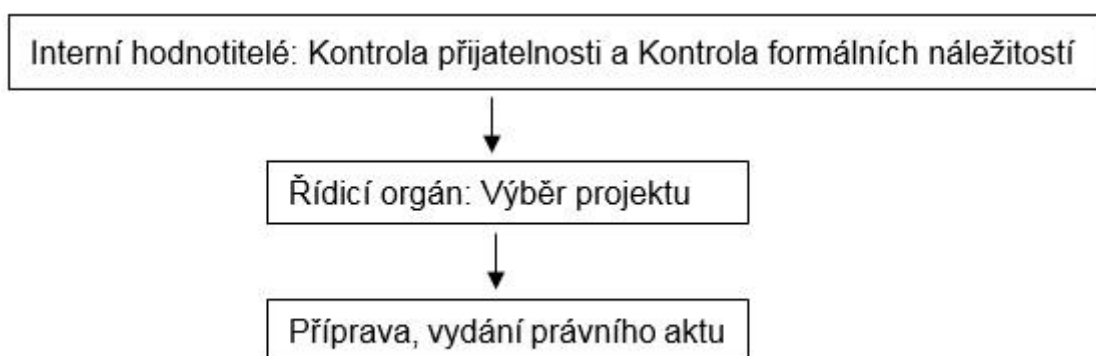 Interní hodnotitelé: Kontrola přijatelnosti a Kontrola formálních náležitostí
Řídicí orgán: Výběr projektu
Příprava, vydání právního aktu